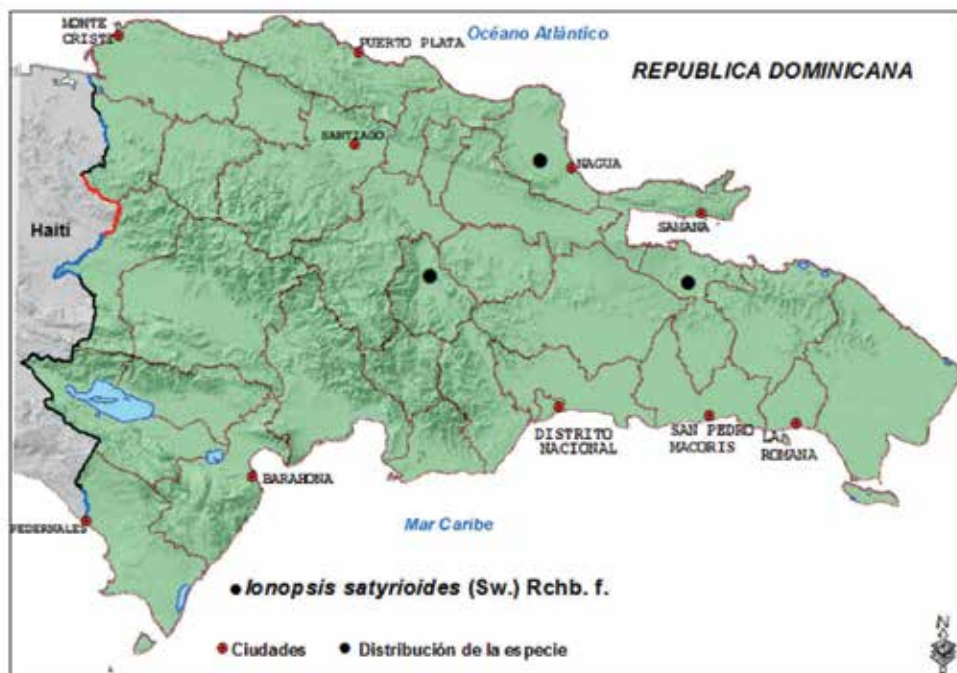 MONTE
CRISTI
PUERTO PLATA
Océano Atlántico
REPUBLICA DOMINICANA
SANTIAGO
NAGUA
SAMANA
Haití
DISTRITO
NACIONAL
SAN PEDRO
MACORIS
LA
ROMANA
BARAHONA
PEDERNALES
Mar Caribe
Ionopsis satyrioides (Sw.) Rchb. f.
Ciudades
Distribución de la especie
N